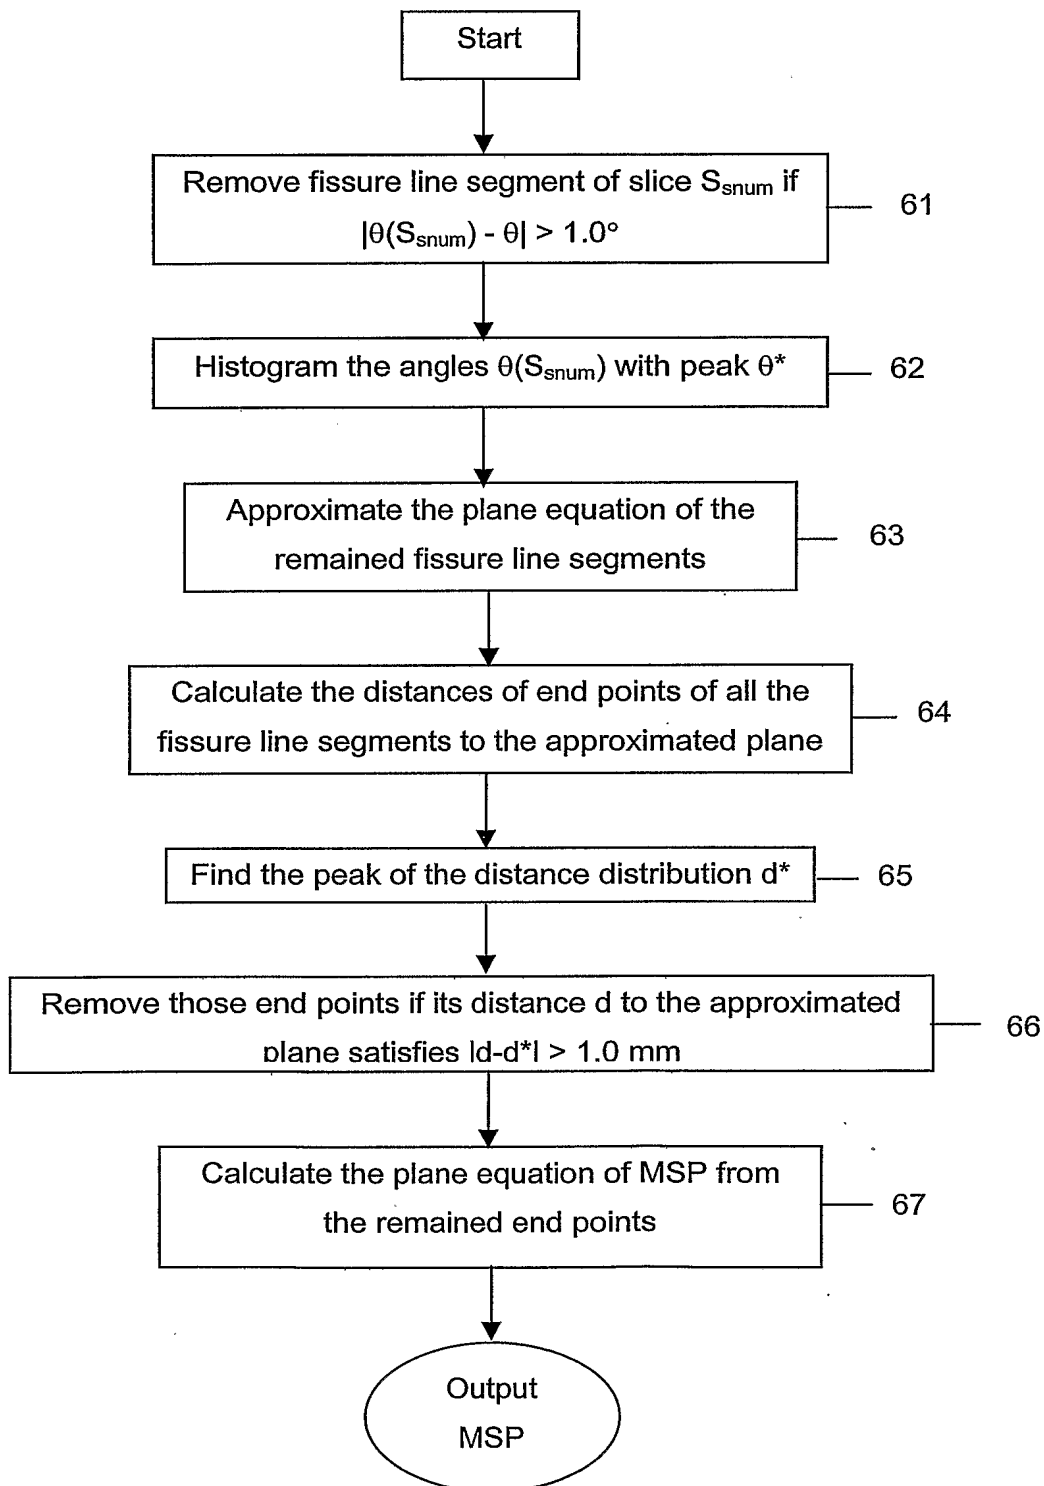 Start
Remove fissure line segment of slice Ssnum if
|θ(Ssnum) - θ| > 1.0°
61
Histogram the angles θ(Ssnum) with peak θ*
62
Approximate the plane equation of the
remained fissure line segments
63
Calculate the distances of end points of all the
fissure line segments to the approximated plane
64
Find the peak of the distance distribution d*
65
Remove those end points if its distance d to the approximated
plane satisfies |d-d*| > 1.0 mm
66
Calculate the plane equation of MSP from
the remained end points
67
Output
MSP